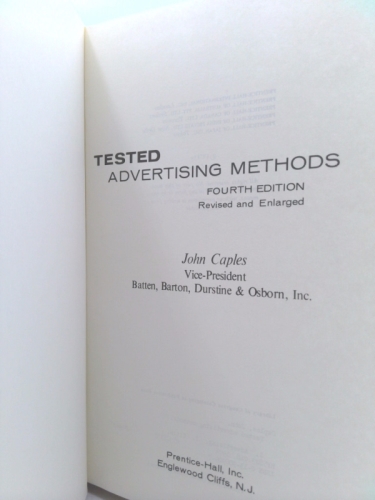 TESTED
ADVERTISING METHODS
FOURTH EDITION
Revised and Enlarged
John Caples
Vice-President
Batten, Barton, Durstine & Osborn, Inc.
Prentice-Hall, Inc.
Englewood Cliffs, N.J.